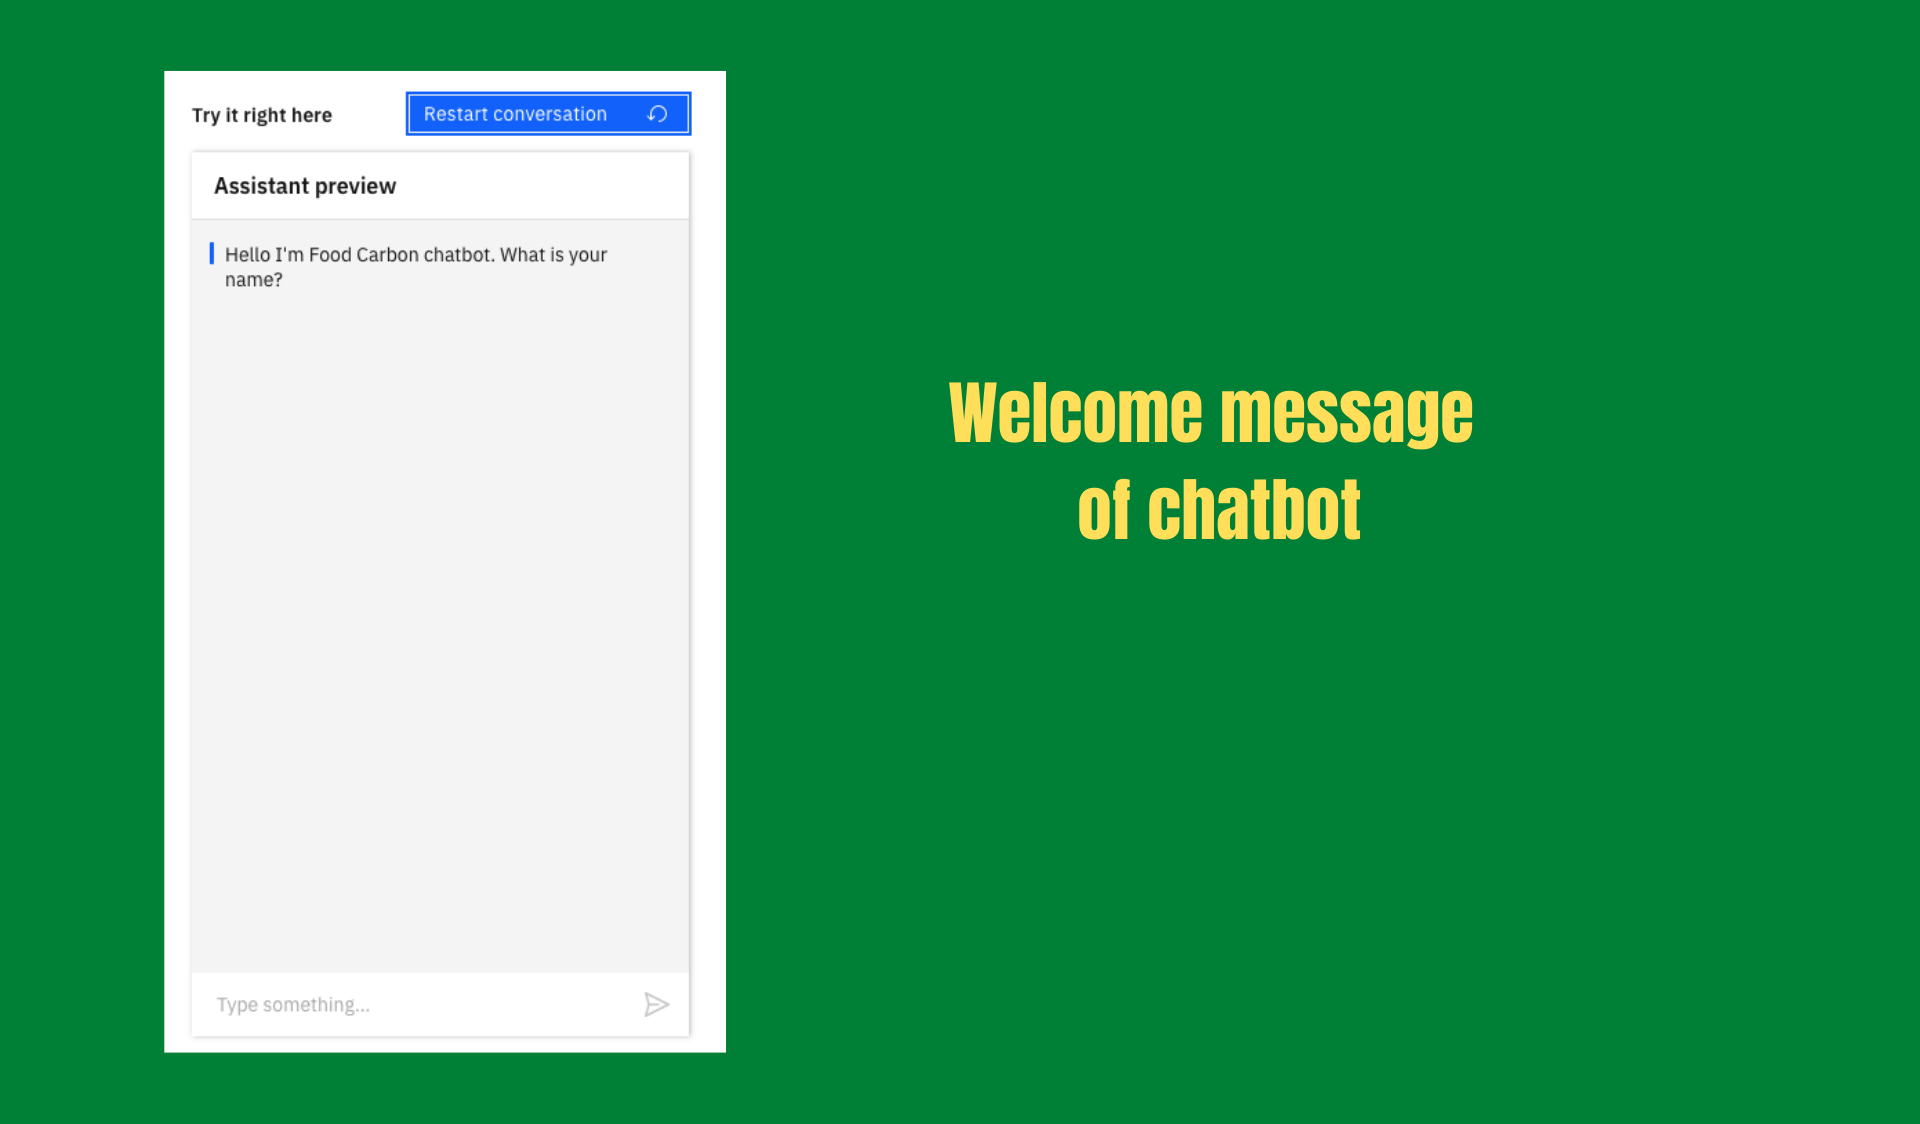 Try it right here
Restart conversation
Assistant preview
Hello I'm Food Carbon chatbot. What is your
name?
Type something...
Welcome message
of chatbot